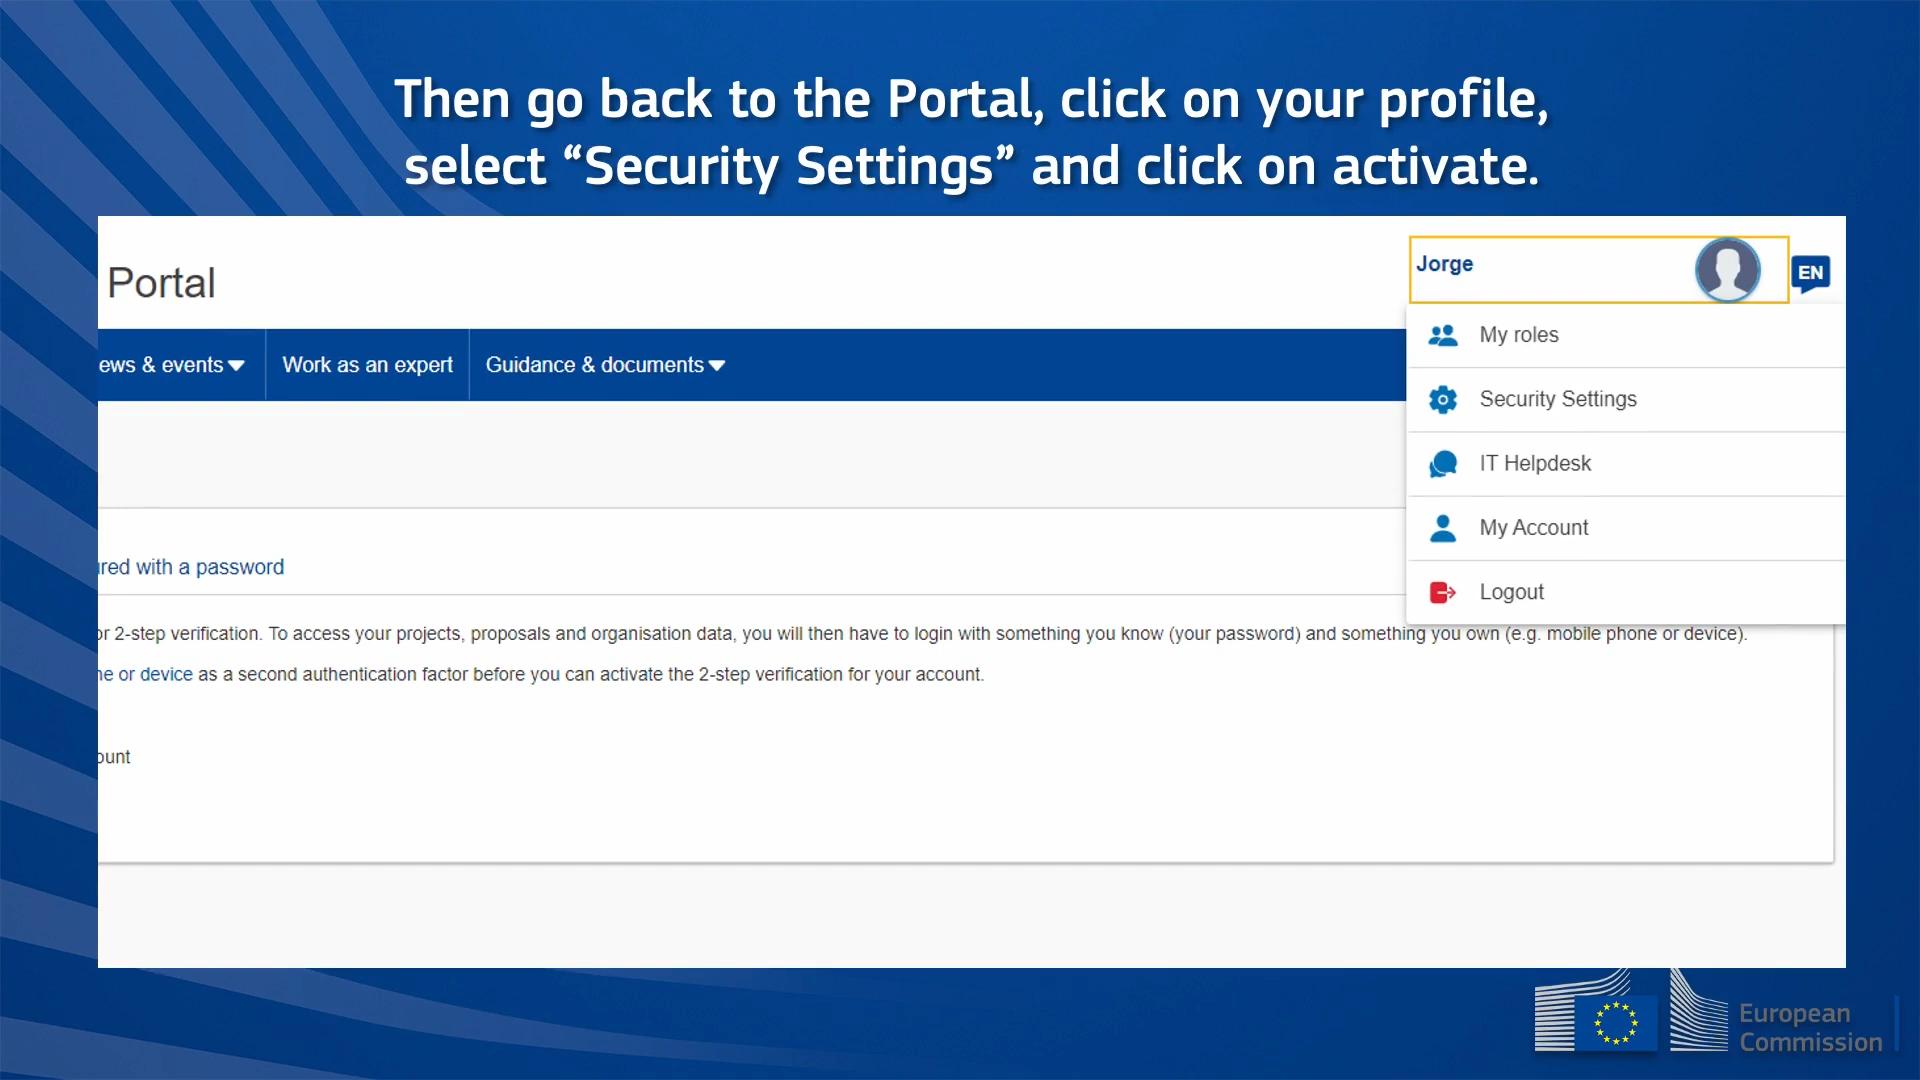 Then go back to the Portal, click on your profile,
select “Security Settings” and click on activate.
Portal
Jorge
EN
ews & events
Work as an expert
Guidance & documents
My roles
Security Settings
IT Helpdesk
My Account
Logout
red with a password
or 2-step verification. To access your projects, proposals and organisation data, you will then have to login with something you know (your password) and something you own (e.g. mobile phone or device).
ne or device as a second authentication factor before you can activate the 2-step verification for your account.
ount
European
Commission